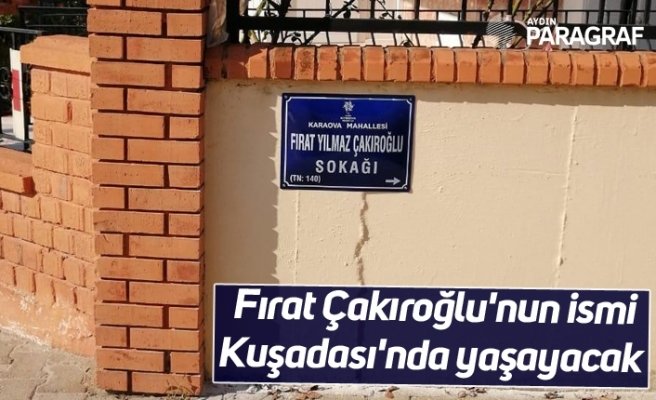 AYDIN
PARAGRAF
KARAOVA MAHALLESİ
FIRAT YILMAZ ÇAKIROĞLU
SOKAĞI
(TN: 140)
Fırat Çakıroğlu'nun ismi
Kuşadası'nda yaşayacak